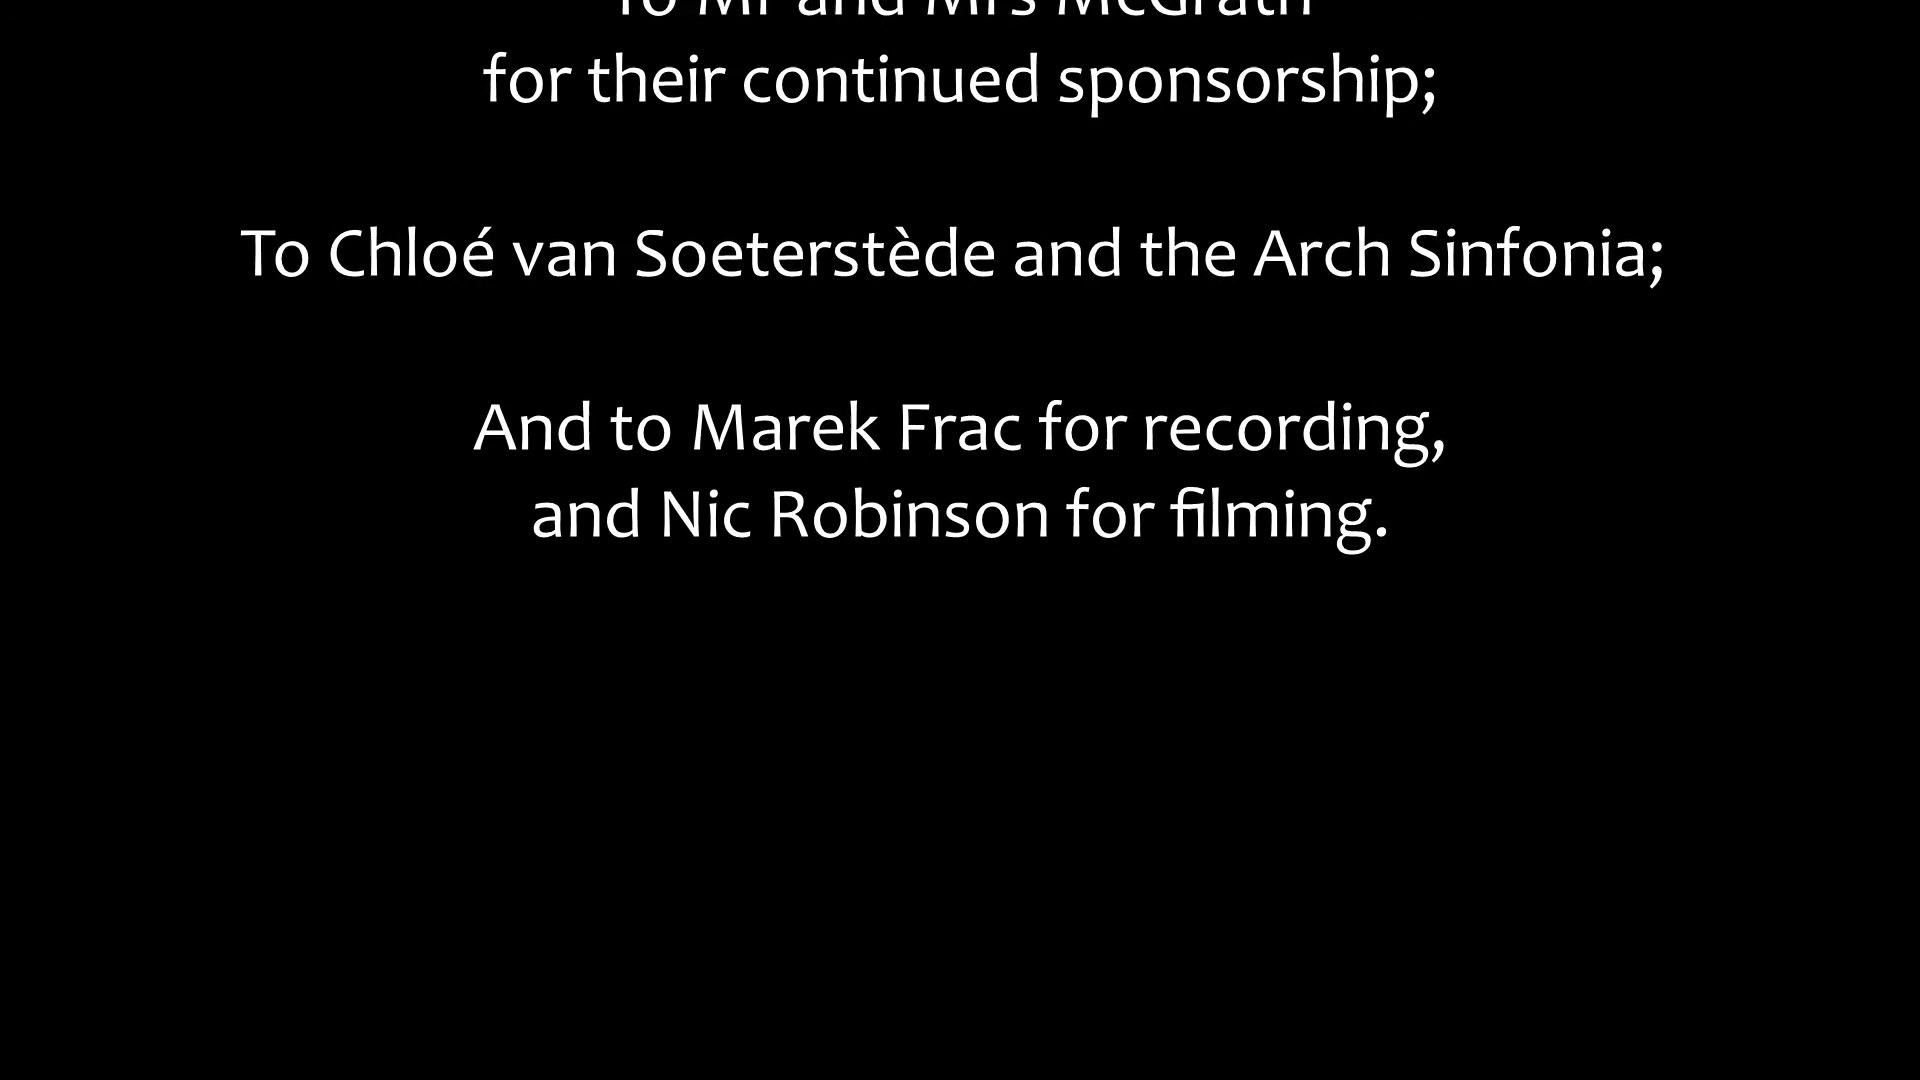 To Mr and Mrs McGrath
for their continued sponsorship;
To Chloé van Soeterstède and the Arch Sinfonia;
And to Marek Frac for recording,
and Nic Robinson for filming.